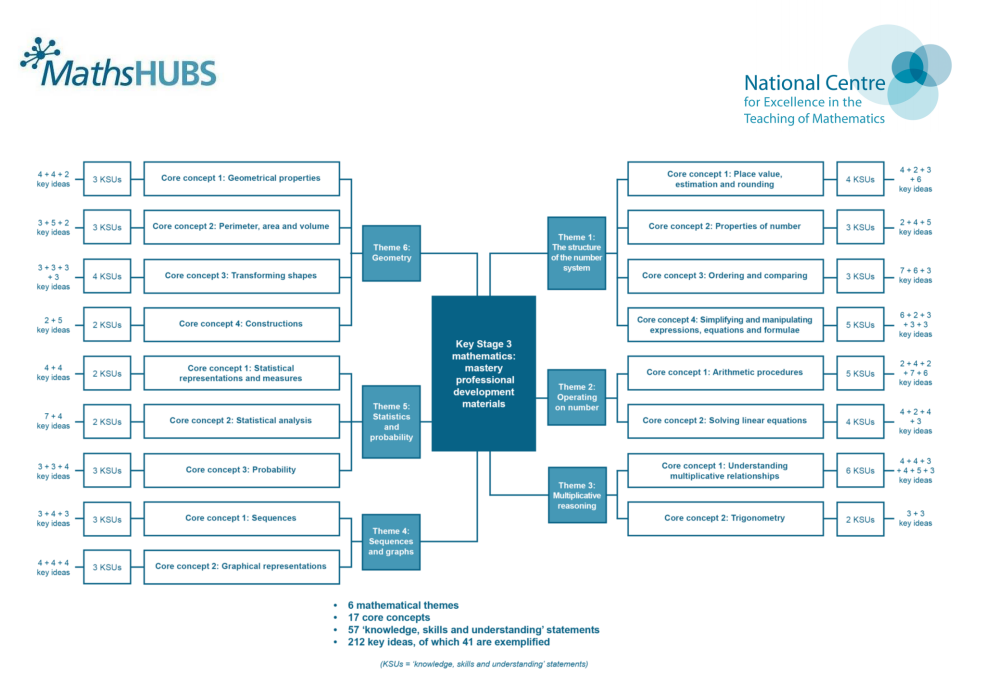 MathsHUBS
National Centre
for Excellence in the
Teaching of Mathematics
4 + 4 + 2
key ideas
3 KSUs
Core concept 1: Geometrical properties
3 + 5 + 2
key ideas
3 KSUs
Core concept 2: Perimeter, area and volume
3 + 3 + 3
+ 3
key ideas
4 KSUs
Core concept 3: Transforming shapes
2 + 5
key ideas
2 KSUs
Core concept 4: Constructions
Theme 6:
Geometry
4 + 4
key ideas
2 KSUs
Core concept 1: Statistical
representations and measures
7 + 4
key ideas
2 KSUs
Core concept 2: Statistical analysis
3 + 3 + 4
key ideas
3 KSUs
Core concept 3: Probability
Theme 5:
Statistics
and
probability
3 + 4 + 3
key ideas
3 KSUs
Core concept 1: Sequences
4 + 4 + 4
key ideas
3 KSUs
Core concept 2: Graphical representations
Theme 4:
Sequences
and graphs
Key Stage 3
mathematics:
mastery
professional
development
materials
Theme 1:
The structure
of the number
system
Core concept 1: Place value,
estimation and rounding
4 KSUs
4 + 2 + 3
+ 6
key ideas
Core concept 2: Properties of number
3 KSUs
2 + 4 + 5
key ideas
Core concept 3: Ordering and comparing
3 KSUs
7 + 6 + 3
key ideas
Core concept 4: Simplifying and manipulating
expressions, equations and formulae
5 KSUs
6 + 2 + 3
+ 3 + 3
key ideas
Theme 2:
Operating
on number
Core concept 1: Arithmetic procedures
5 KSUs
2 + 4 + 2
+ 7 + 6
key ideas
Core concept 2: Solving linear equations
4 KSUs
4 + 2 + 4
+ 3
key ideas
Theme 3:
Multiplicative
reasoning
Core concept 1: Understanding
multiplicative relationships
6 KSUs
4 + 4 + 3
+ 4 + 5 + 3
key ideas
Core concept 2: Trigonometry
2 KSUs
3 + 3
key ideas
• 6 mathematical themes
• 17 core concepts
• 57 ‘knowledge, skills and understanding’ statements
• 212 key ideas, of which 41 are exemplified
(KSUs = ‘knowledge, skills and understanding’ statements)